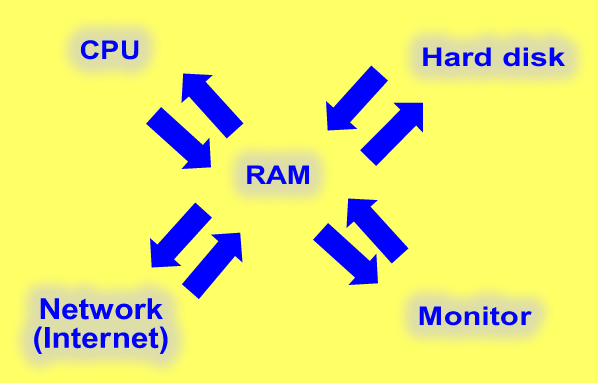 CPU
Hard disk
RAM
Network
(Internet)
Monitor